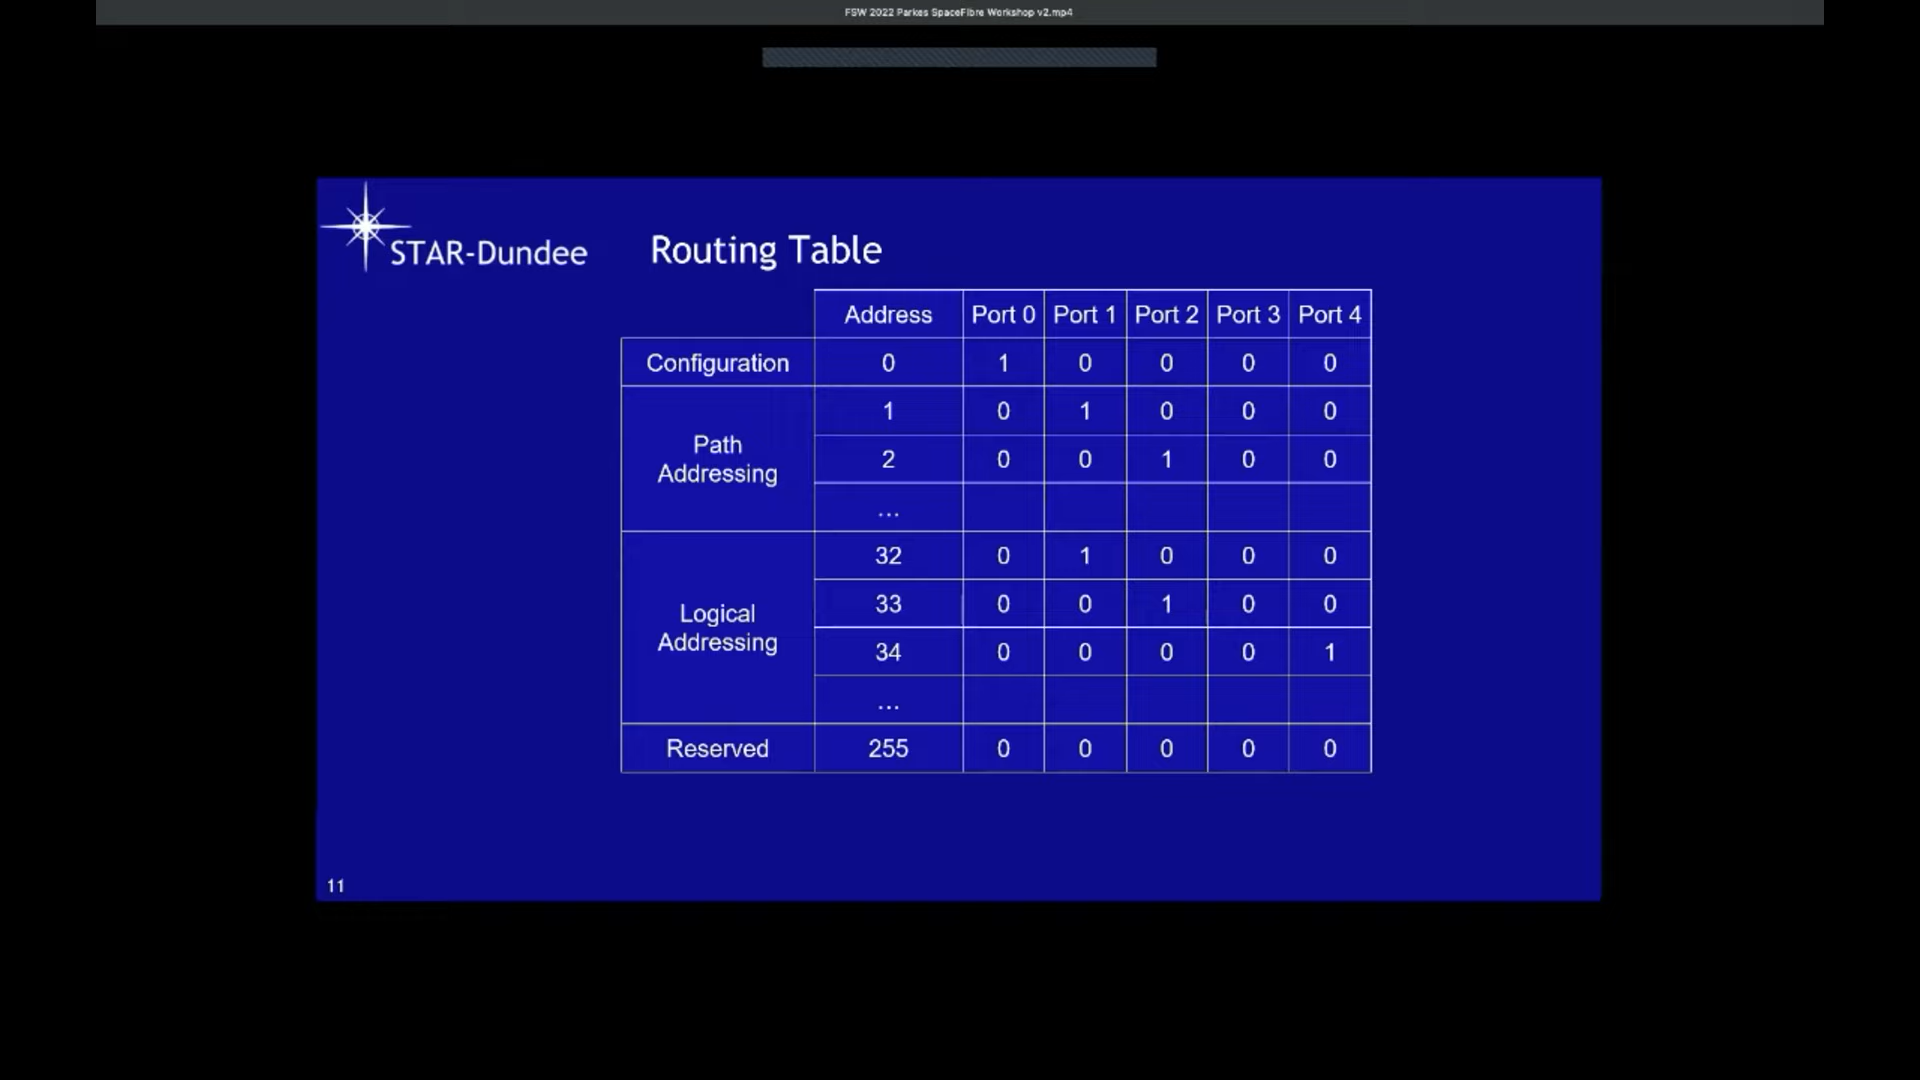 FSW 2022 Parkes SpaceFibre Workshop v2.mp4
STAR-Dundee
Routing Table
Address Port 0 Port 1 Port 2 Port 3 Port 4
Configuration 0 1 0 0 0 0
Path
Addressing
1 0 1 0 0 0
2 0 0 1 0 0
...
Logical
Addressing
32 0 1 0 0 0
33 0 0 1 0 0
34 0 0 0 0 1
...
Reserved 255 0 0 0 0 0
11